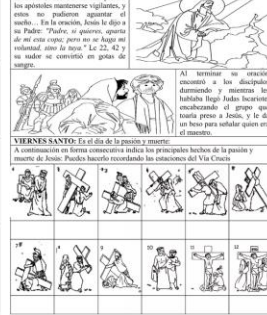 los apóstoles mantenerse vigilantes, y
estos no pudieron aguantar el
sueño... En la oración, Jesús le dijo a
su Padre: "Padre, si quieres, aparta
de mí esta copa; pero no se haga mi
voluntad, sino la tuya." Lc 22, 42 y
su sudor se convirtió en gotas de
sangre.
Al terminar su oración
encontró a los discípulos
durmiendo y mientras les
hablaba llegó Judas Iscariote
encabezando el grupo que
toaría preso a Jesús, y le da
un beso para señalar quien era
el maestro.
VIERNES SANTO: Es el día de la pasión y muerte:
A continuación en forma consecutiva indica los principales hechos de la pasión y
muerte de Jesús: Puedes hacerlo recordando las estaciones del Vía Crucis